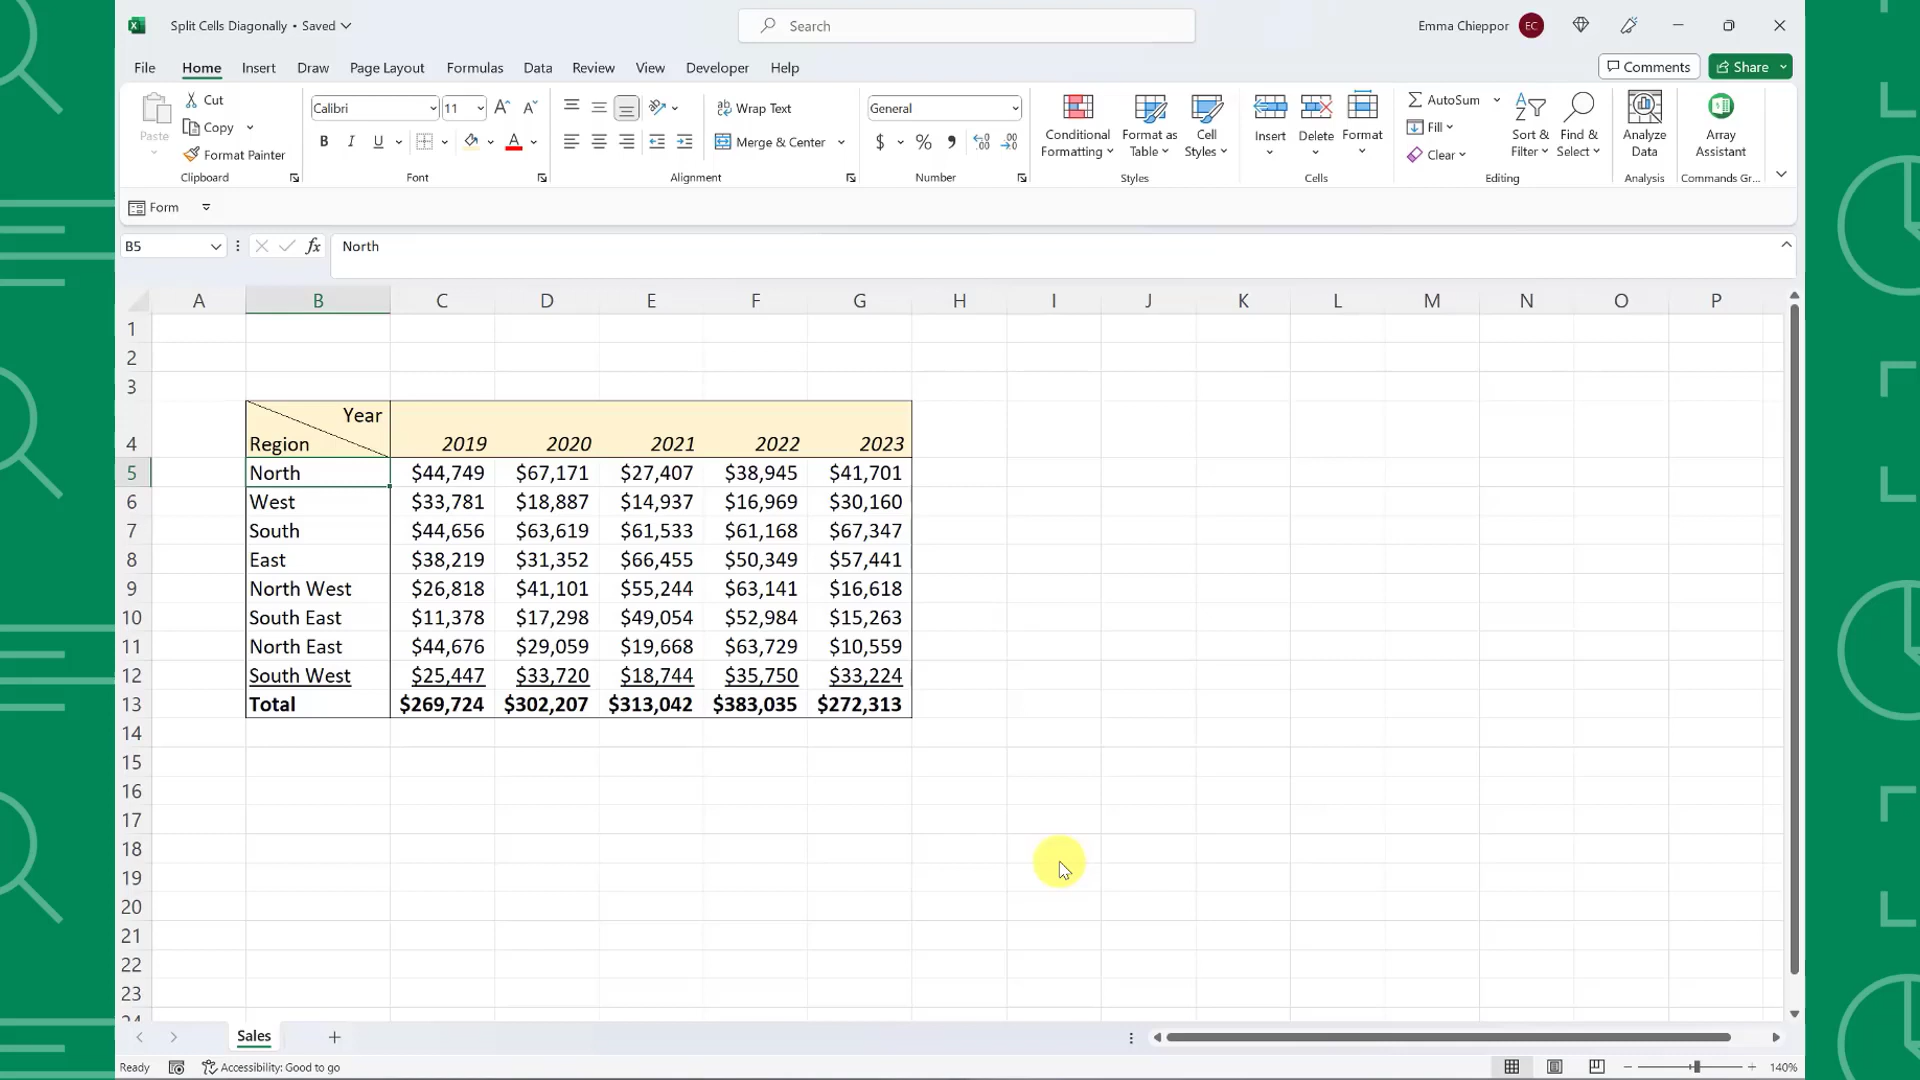 Split Cells Diagonally • Saved
Search
Emma Chieppor EC
File Home Insert Draw Page Layout Formulas Data Review View Developer Help
Comments Share
Paste
Cut
Copy
Format Painter
Clipboard
Calibri 11
B I U
Font
Wrap Text
Merge & Center
Alignment
General
$ %
Number
Conditional Formatting
Format as Table
Cell Styles
Styles
Insert
Delete
Format
Cells
AutoSum
Fill
Clear
Sort & Filter
Find & Select
Editing
Analyze Data
Analysis
Array Assistant
Commands Gr...
Form
B5 fx North
A B C D E F G H I J K L M N O P
1
2
3
Year
4 Region 2019 2020 2021 2022 2023
5 North $44,749 $67,171 $27,407 $38,945 $41,701
6 West $33,781 $18,887 $14,937 $16,969 $30,160
7 South $44,656 $63,619 $61,533 $61,168 $67,347
8 East $38,219 $31,352 $66,455 $50,349 $57,441
9 North West $26,818 $41,101 $55,244 $63,141 $16,618
10 South East $11,378 $17,298 $49,054 $52,984 $15,263
11 North East $44,676 $29,059 $19,668 $63,729 $10,559
12 South West $25,447 $33,720 $18,744 $35,750 $33,224
13 Total $269,724 $302,207 $313,042 $383,035 $272,313
14
15
16
17
18
19
20
21
22
23
24
Sales
Ready Accessibility: Good to go 140%